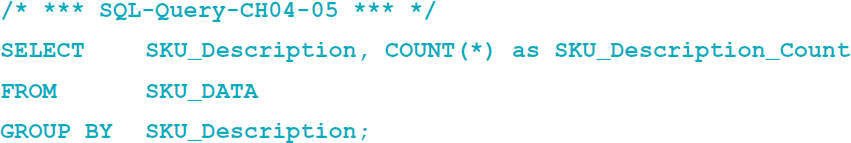 /* *** SQL-Query-CH04-05 *** */
SELECT SKU_Description, COUNT(*) as SKU_Description_Count
FROM SKU_DATA
GROUP BY SKU_Description;